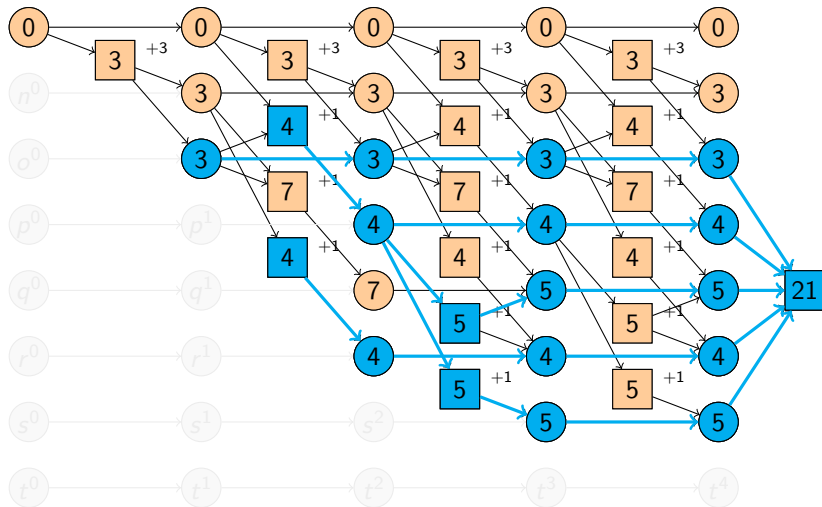 0 0 0 0 0
3 +3 3 +3 3 +3 3 +3
n⁰ 3 3 3 3
4 +1 4 +1 4 +1
o⁰ 3 3 3 3
7 +1 7 +1 7 +1
p⁰ p¹ 4 4 4
4 +1 4 +1 4 +1
q⁰ q¹ 7 5 5 21
5 +1 5 +1
r⁰ r¹ 4 4 4
5 +1 5 +1
s⁰ s¹ s² 5 5
t⁰ t¹ t² t³ t⁴